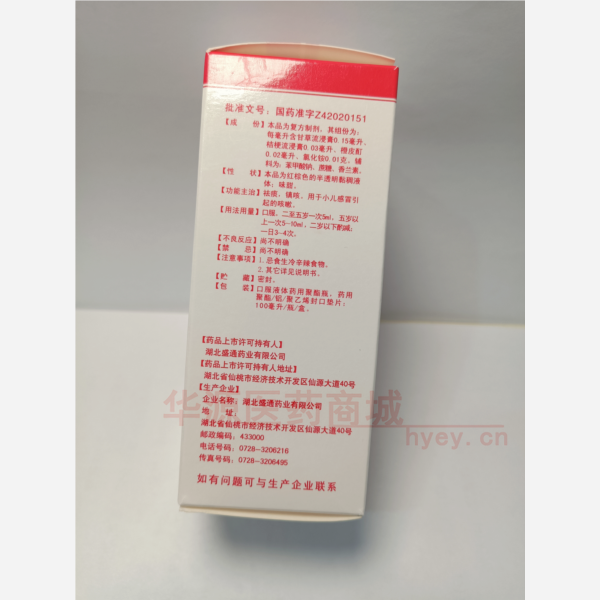 批准文号：国药准字Z42020151
【成 份】本品为复方制剂，其组份为：
每毫升含甘草流浸膏0.15毫升、
桔梗流浸膏0.03毫升、橙皮酊
0.02毫升、氯化铵0.01克。辅
料为：苯甲酸钠、蔗糖、香兰素。
【性 状】本品为红棕色的半透明黏稠液
体；味甜。
【功能主治】祛痰、镇咳。用于小儿感冒引
起的咳嗽。
【用法用量】口服。二至五岁一次5ml，五岁以
上一次5-10ml，二岁以下酌减；
一日3-4次。
【不良反应】尚不明确
【禁 忌】尚不明确
【注意事项】1.忌食生冷辛辣食物。
2.其它详见说明书。
【贮 藏】密封。
【包 装】口服液体药用聚酯瓶、药用
聚酯/铝/聚乙烯封口垫片；
100毫升/瓶/盒。
【药品上市许可持有人】
湖北盛通药业有限公司
【药品上市许可持有人地址】
湖北省仙桃市经济技术开发区仙源大道40号
【生产企业】
企业名称：湖北盛通药业有限公司
地 址：
湖北省仙桃市经济技术开发区仙源大道40号
邮政编码：433000
电话号码：0728-3206216
传真号码：0728-3206495
如有问题可与生产企业联系
华诚医药商城
hyey.cn